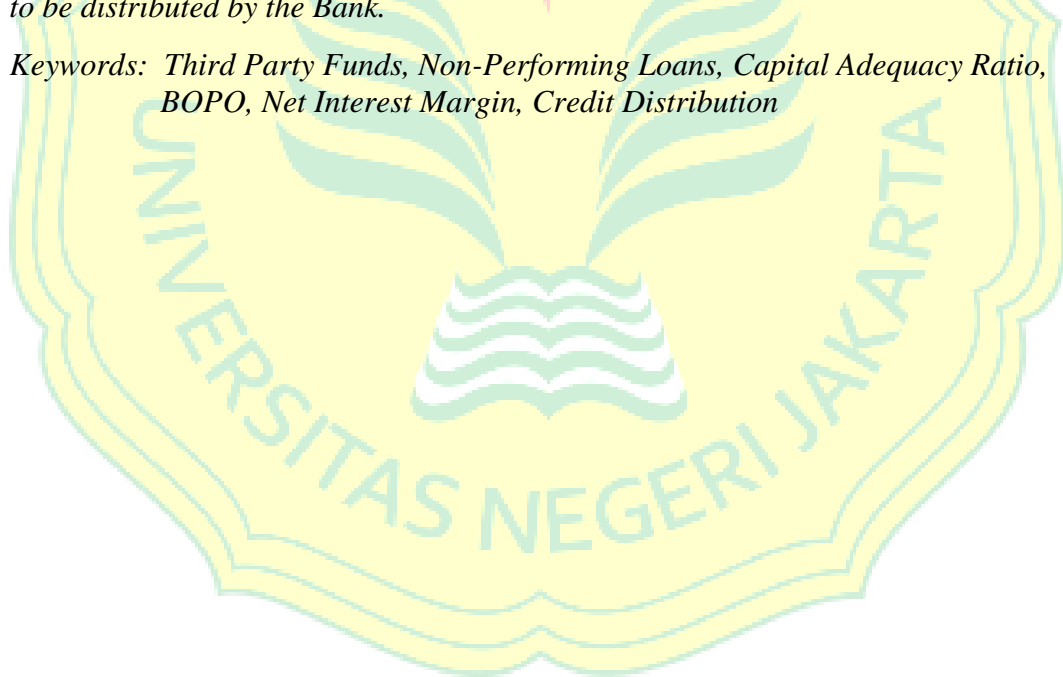 to be distributed by the Bank.
Keywords: Third Party Funds, Non-Performing Loans, Capital Adequacy Ratio,
BOPO, Net Interest Margin, Credit Distribution
UNIVERSITAS NEGERI JAKARTA